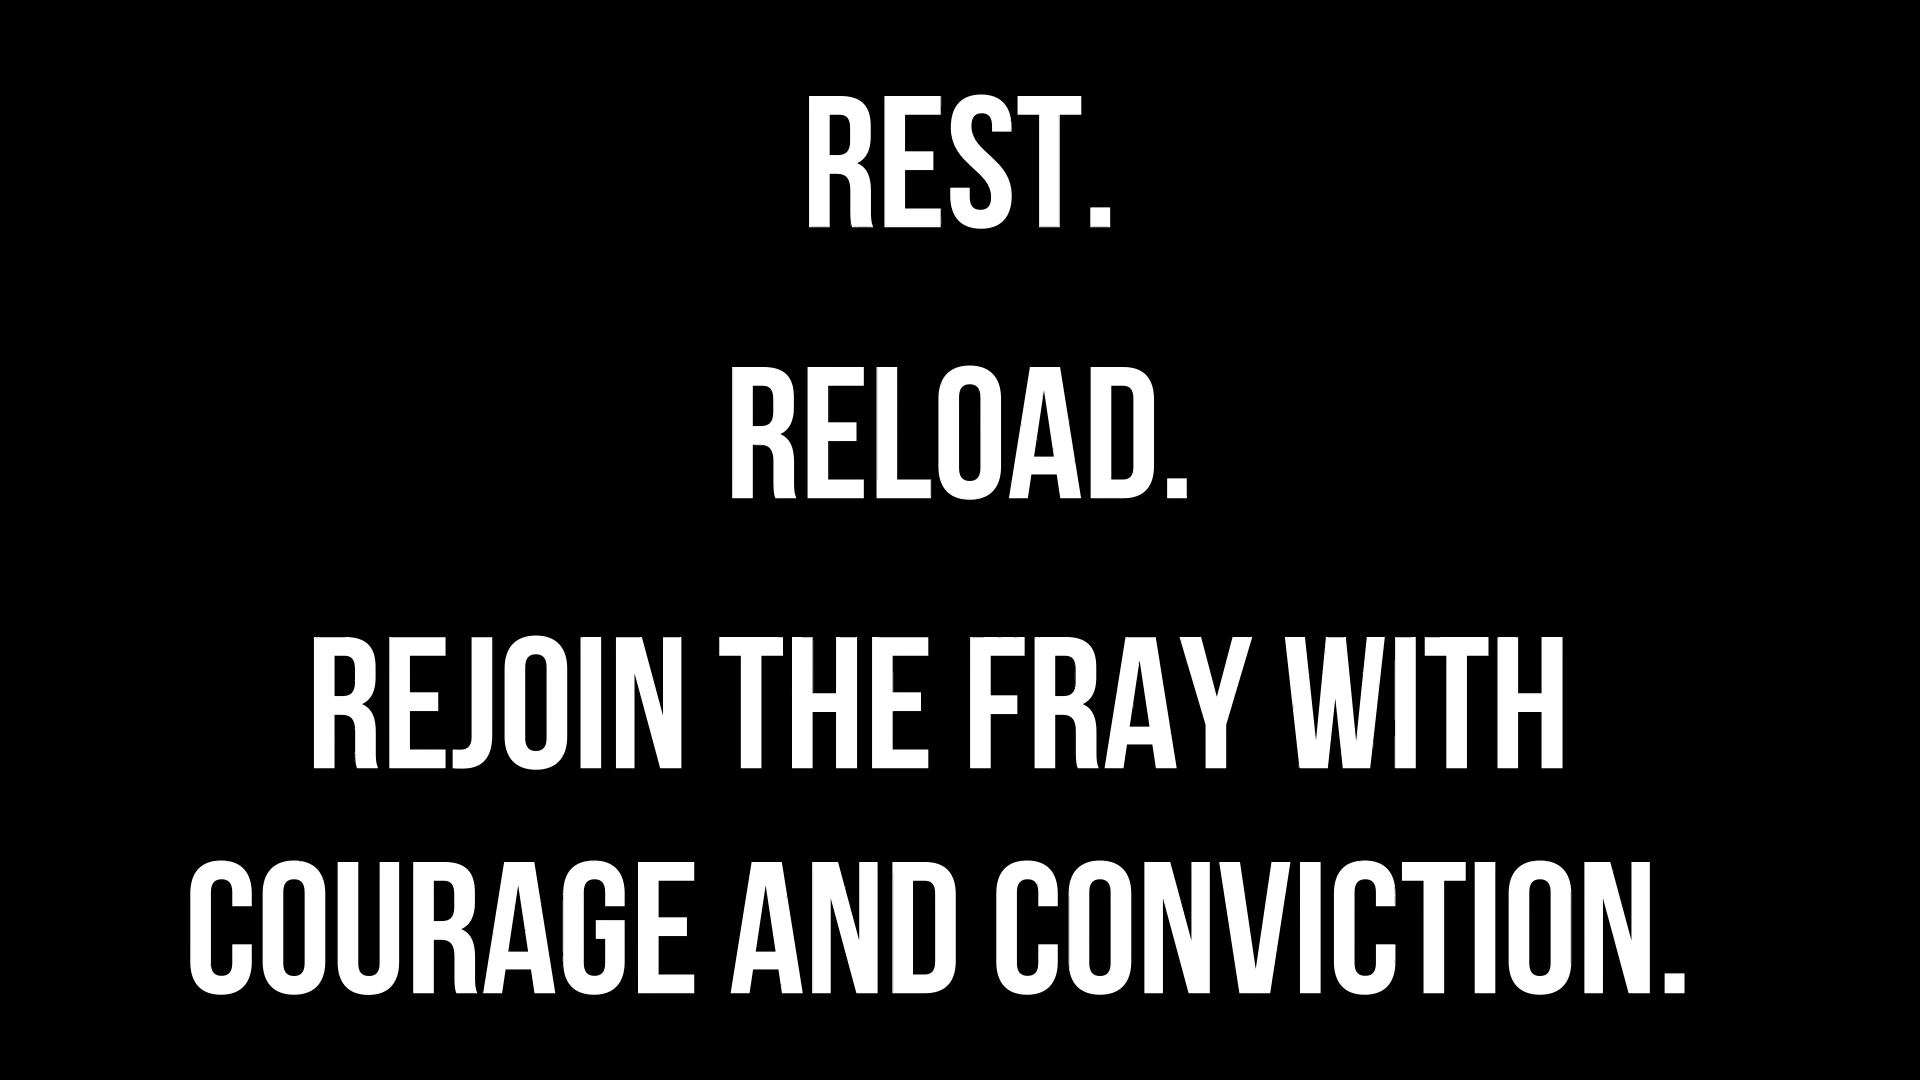 REST.
RELOAD.
REJOIN THE FRAY WITH
COURAGE AND CONVICTION.